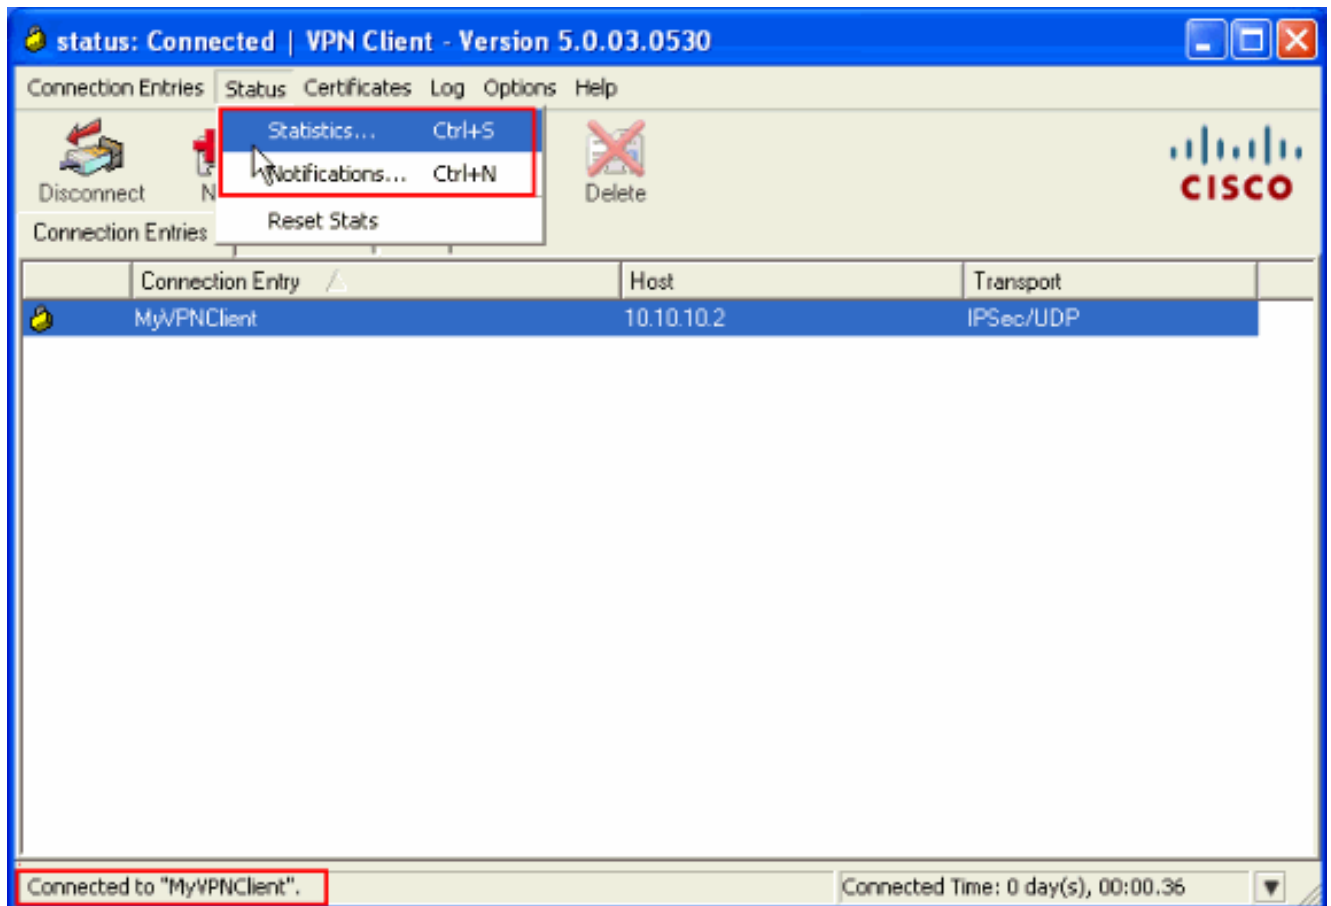 status: Connected | VPN Client - Version 5.0.03.0530
Connection Entries Status Certificates Log Options Help
Statistics... Ctrl+S
Notifications... Ctrl+N
Reset Stats
Disconnect
Delete
CISCO
Connection Entries
Connection Entry Host Transport
MyVPNClient 10.10.10.2 IPSec/UDP
Connected to "MyVPNClient".
Connected Time: 0 day(s), 00:00.36